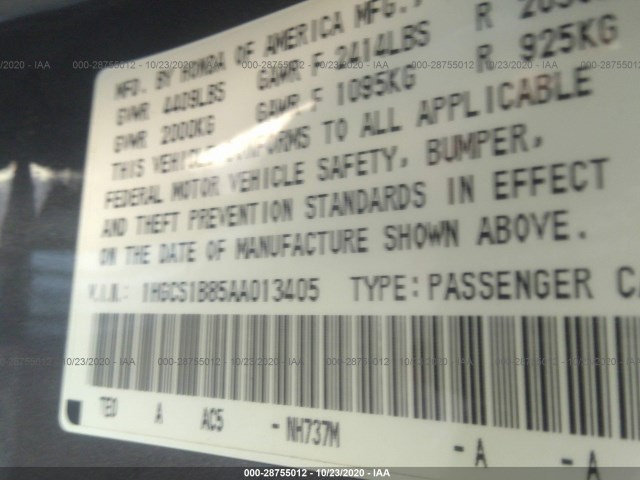 MFD. BY HONDA OF AMERICA MFG.,
GVWR 4409LBS GAWR F 2414LBS R
GVWR 2000KG GAWR F 1095KG R 925KG
THIS VEHICLE CONFORMS TO ALL APPLICABLE
FEDERAL MOTOR VEHICLE SAFETY, BUMPER,
AND THEFT PREVENTION STANDARDS IN EFFECT
ON THE DATE OF MANUFACTURE SHOWN ABOVE.
V.I.N.: 1HGCS1B85AA013405 TYPE: PASSENGER CA
TED A AC5 - NH737M - A - A
000-28755012 - 10/23/2020 - IAA